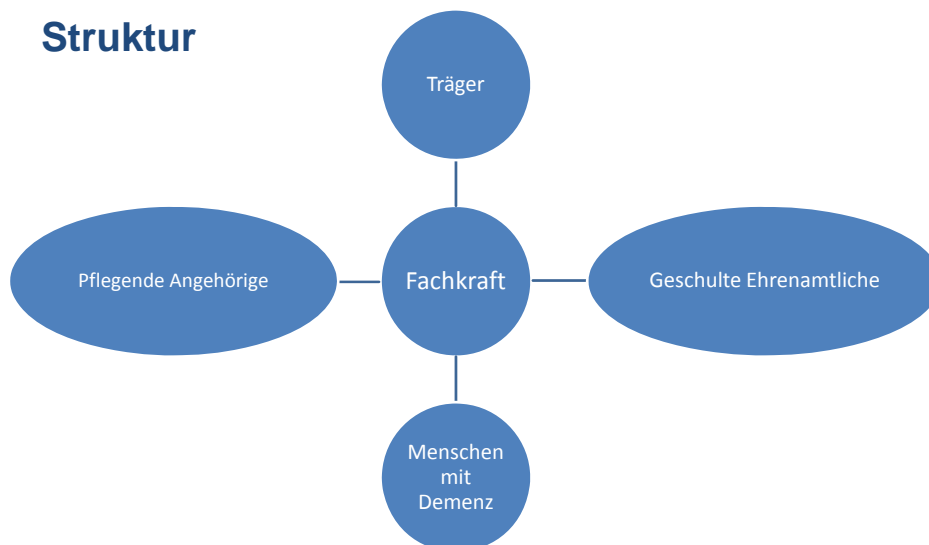 Struktur
Träger
Pflegende Angehörige
Fachkraft
Geschulte Ehrenamtliche
Menschen
mit
Demenz